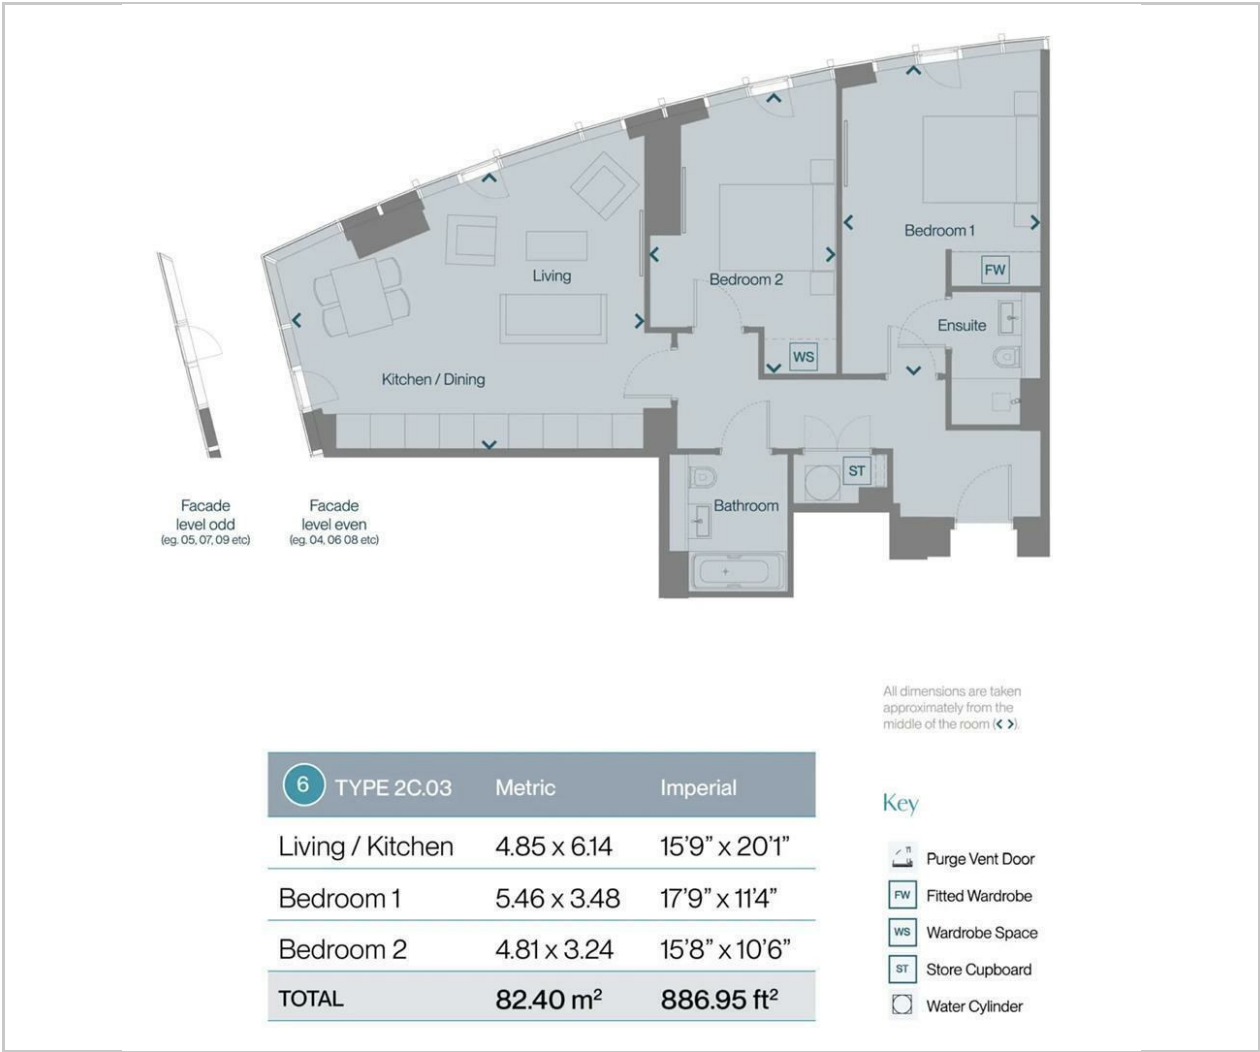 Bedroom 1
FW
Living
Bedroom 2
Ensuite
WS
Kitchen / Dining
ST
Bathroom
Facade
level odd
(eg. 05, 07, 09 etc)
Facade
level even
(eg. 04, 06 08 etc)
All dimensions are taken
approximately from the
middle of the room (< >).
6 TYPE 2C.03 Metric Imperial
Living / Kitchen 4.85 x 6.14 15'9" x 20'1"
Bedroom 1 5.46 x 3.48 17'9" x 11'4"
Bedroom 2 4.81 x 3.24 15'8" x 10'6"
TOTAL 82.40 m² 886.95 ft²
Key
Purge Vent Door
FW Fitted Wardrobe
WS Wardrobe Space
ST Store Cupboard
Water Cylinder